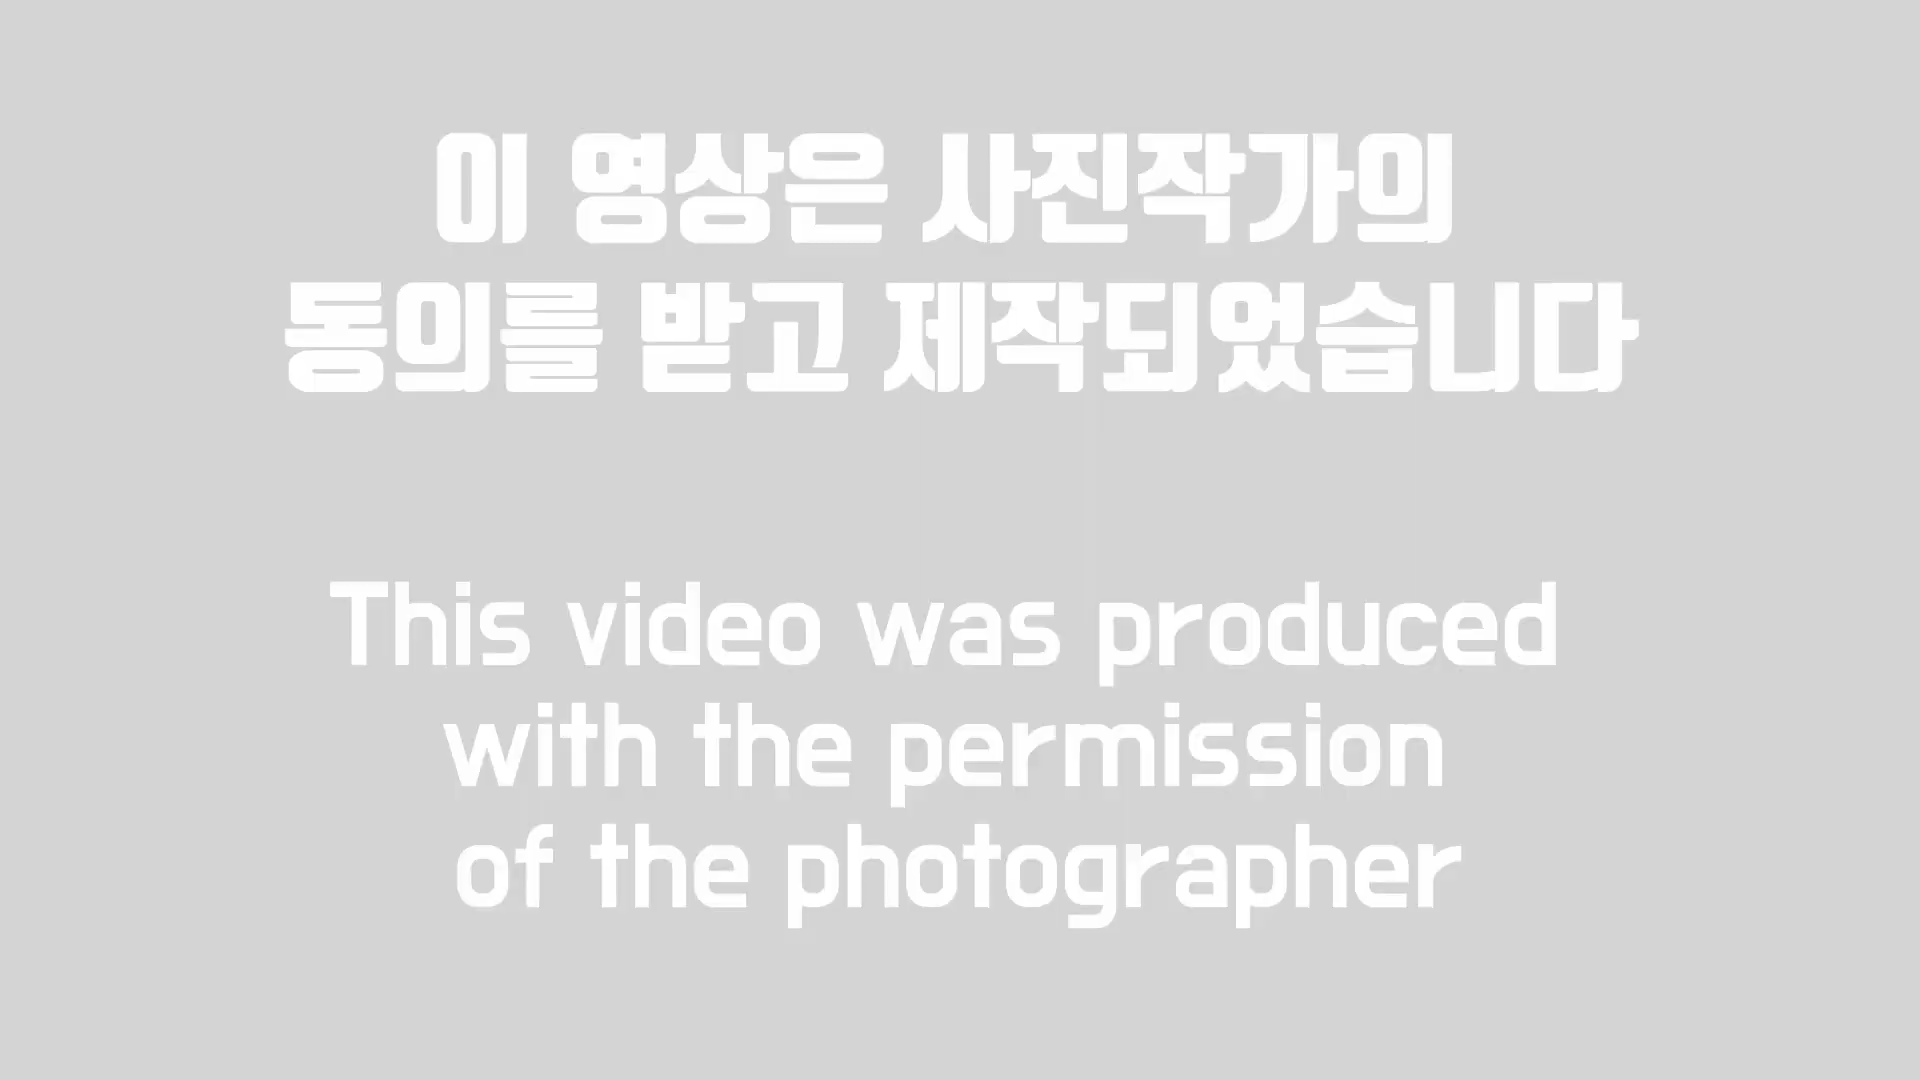 이 영상은 사진작가의
동의를 받고 제작되었습니다
This video was produced
with the permission
of the photographer